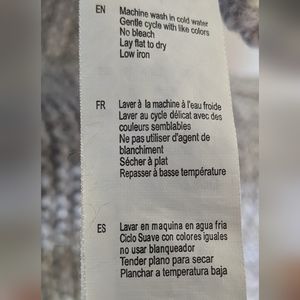 EN Machine wash in cold water
Gentle cycle with like colors
No bleach
Lay flat to dry
Low iron
FR Laver à la machine à l'eau froide
Laver au cycle délicat avec des
couleurs semblables
Ne pas utiliser d'agent de
blanchiment
Sécher à plat
Repasser à basse température
ES Lavar en maquina en agua fria
Ciclo Suave con colores iguales
no usar blanqueador
Tender plano para secar
Planchar a temperatura baja